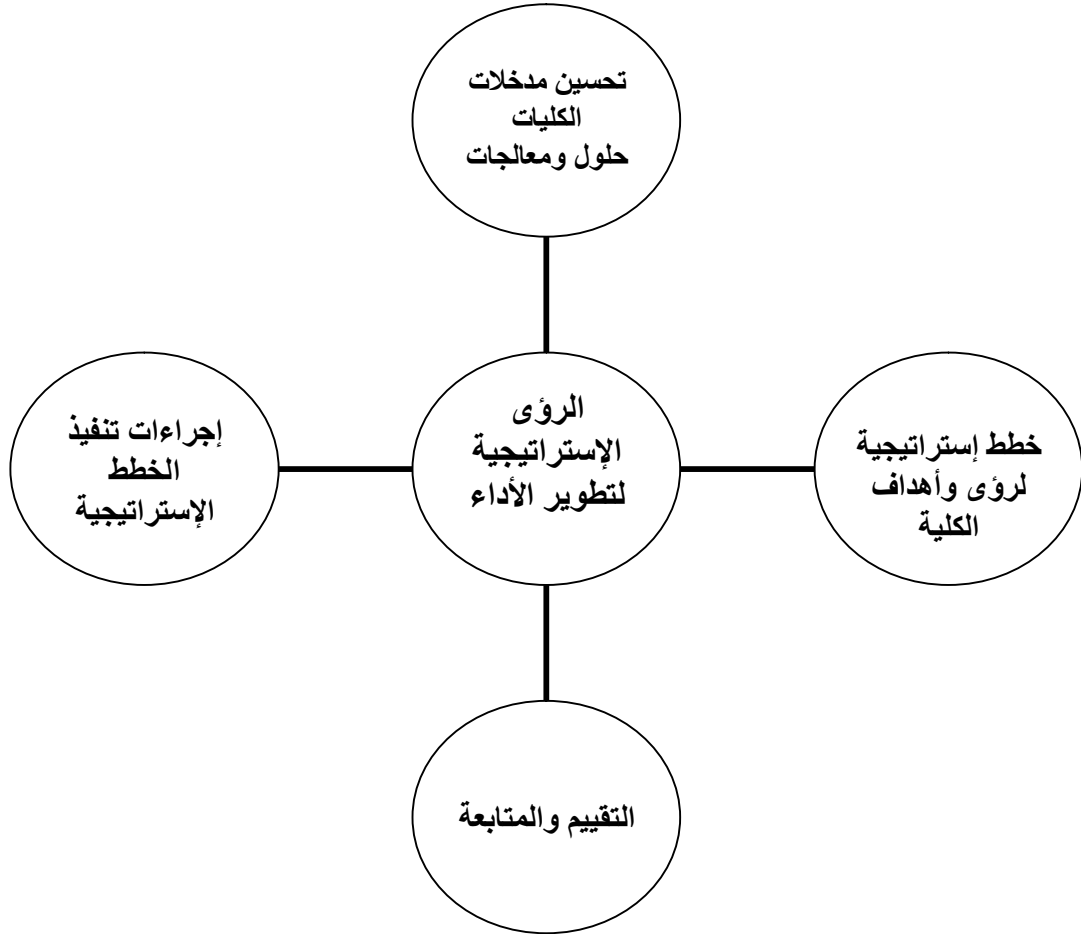 تحسين مدخلات
الكليات
حلول ومعالجات
الرؤى
الإستراتيجية
لتطوير الأداء
خطط إستراتيجية
لرؤى وأهداف
الكلية
إجراءات تنفيذ
الخطط
الإستراتيجية
التقييم والمتابعة